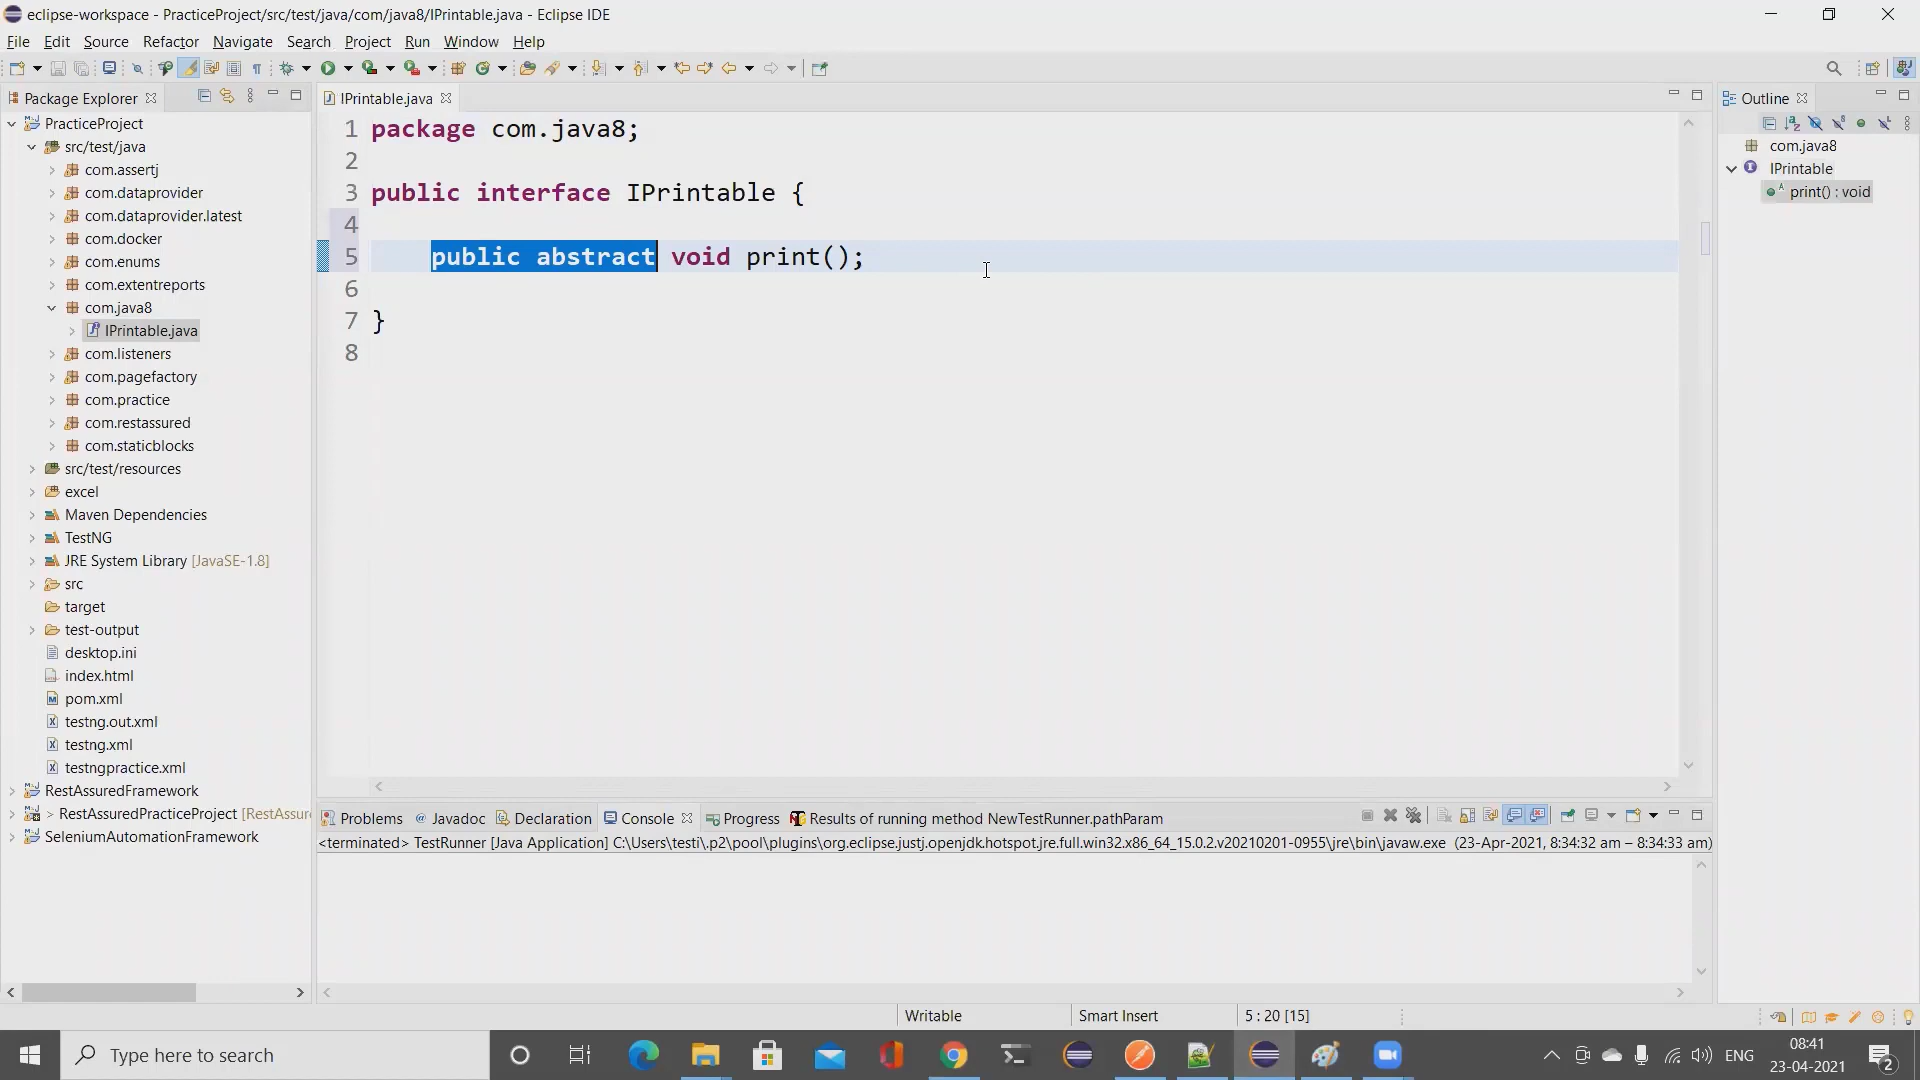 eclipse-workspace - PracticeProject/src/test/java/com/java8/IPrintable.java - Eclipse IDE
File Edit Source Refactor Navigate Search Project Run Window Help
Package Explorer
PracticeProject
src/test/java
com.assertj
com.dataprovider
com.dataprovider.latest
com.docker
com.enums
com.extentreports
com.java8
IPrintable.java
com.listeners
com.pagefactory
com.practice
com.restassured
com.staticblocks
src/test/resources
excel
Maven Dependencies
TestNG
JRE System Library [JavaSE-1.8]
src
target
test-output
desktop.ini
index.html
pom.xml
testng.out.xml
testng.xml
testngpractice.xml
RestAssuredFramework
> RestAssuredPracticeProject [RestAssur
SeleniumAutomationFramework
IPrintable.java
1 package com.java8;
2
3 public interface IPrintable {
4
5 public abstract void print();
6
7 }
8
Outline
com.java8
IPrintable
print() : void
Problems Javadoc Declaration Console Progress Results of running method NewTestRunner.pathParam
<terminated> TestRunner [Java Application] C:\Users\testi\.p2\pool\plugins\org.eclipse.justj.openjdk.hotspot.jre.full.win32.x86_64_15.0.2.v20210201-0955\jre\bin\javaw.exe (23-Apr-2021, 8:34:32 am – 8:34:33 am)
Writable Smart Insert 5 : 20 [15]
Type here to search
ENG
08:41
23-04-2021
2